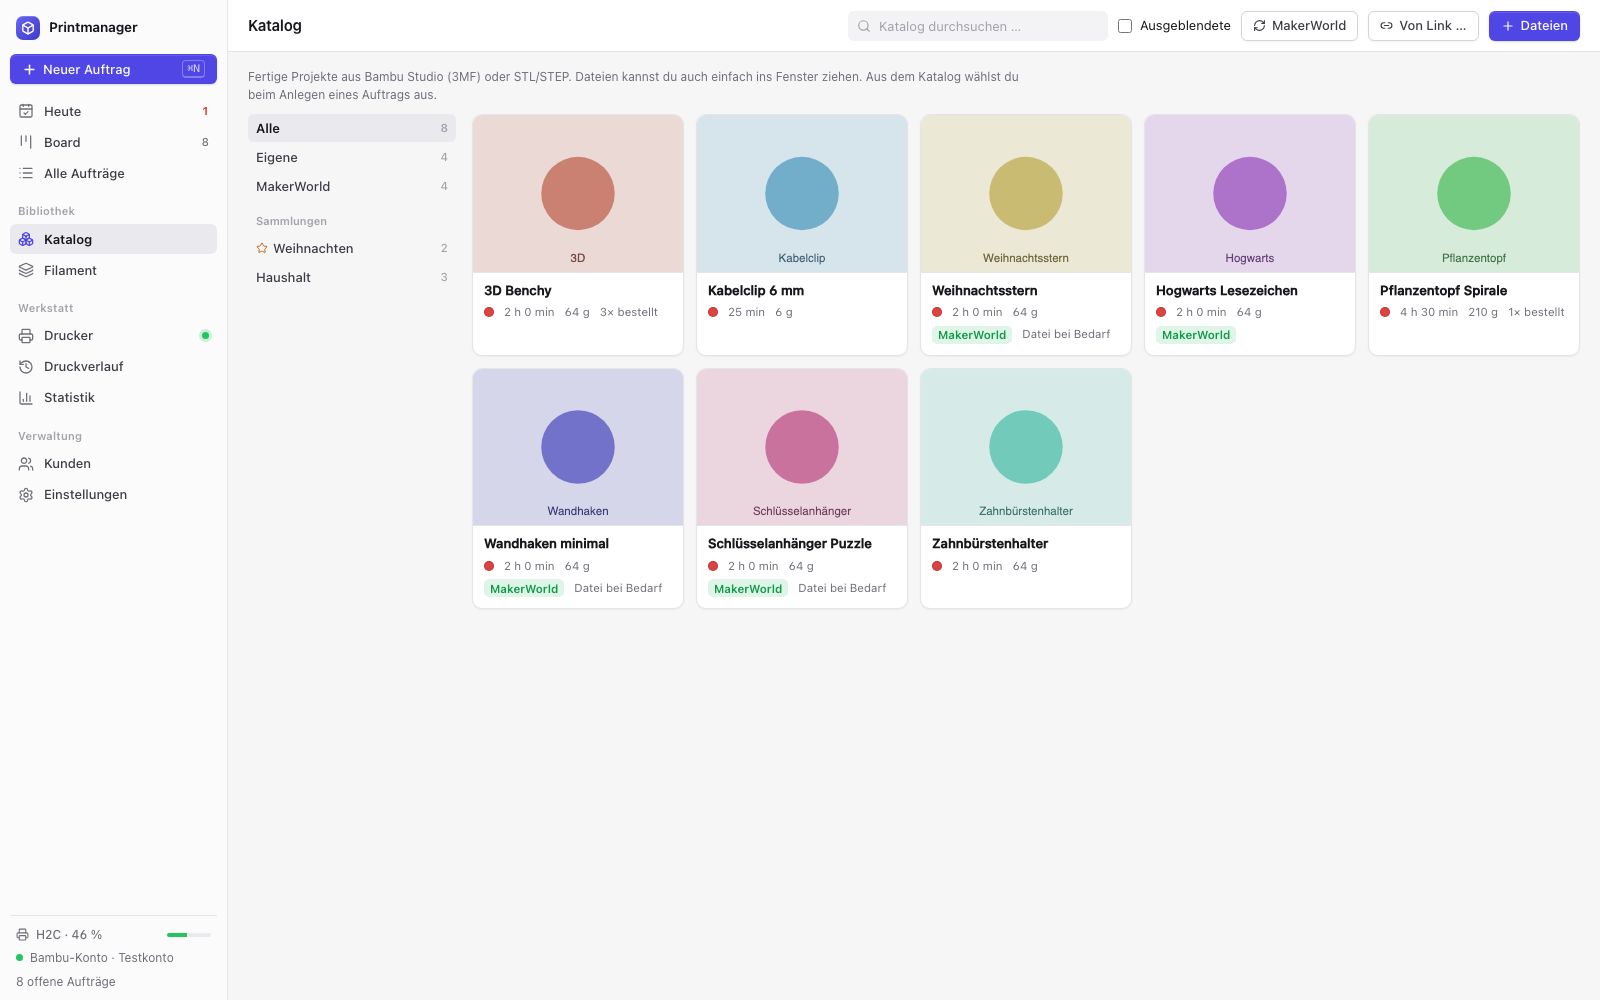 Printmanager
Neuer Auftrag ⌘N
Heute 1
Board 8
Alle Aufträge
Bibliothek
Katalog
Filament
Werkstatt
Drucker
Druckverlauf
Statistik
Verwaltung
Kunden
Einstellungen
H2C · 46 %
Bambu-Konto · Testkonto
8 offene Aufträge
Katalog
Katalog durchsuchen ...
Ausgeblendete
MakerWorld
Von Link ...
Dateien
Fertige Projekte aus Bambu Studio (3MF) oder STL/STEP. Dateien kannst du auch einfach ins Fenster ziehen. Aus dem Katalog wählst du
beim Anlegen eines Auftrags aus.
Alle 8
Eigene 4
MakerWorld 4
Sammlungen
Weihnachten 2
Haushalt 3
3D
3D Benchy
2 h 0 min 64 g 3× bestellt
Kabelclip
Kabelclip 6 mm
25 min 6 g
Weihnachtsstern
Weihnachtsstern
2 h 0 min 64 g
MakerWorld Datei bei Bedarf
Hogwarts
Hogwarts Lesezeichen
2 h 0 min 64 g
MakerWorld
Pflanzentopf
Pflanzentopf Spirale
4 h 30 min 210 g 1× bestellt
Wandhaken
Wandhaken minimal
2 h 0 min 64 g
MakerWorld Datei bei Bedarf
Schlüsselanhänger
Schlüsselanhänger Puzzle
2 h 0 min 64 g
MakerWorld Datei bei Bedarf
Zahnbürstenhalter
Zahnbürstenhalter
2 h 0 min 64 g